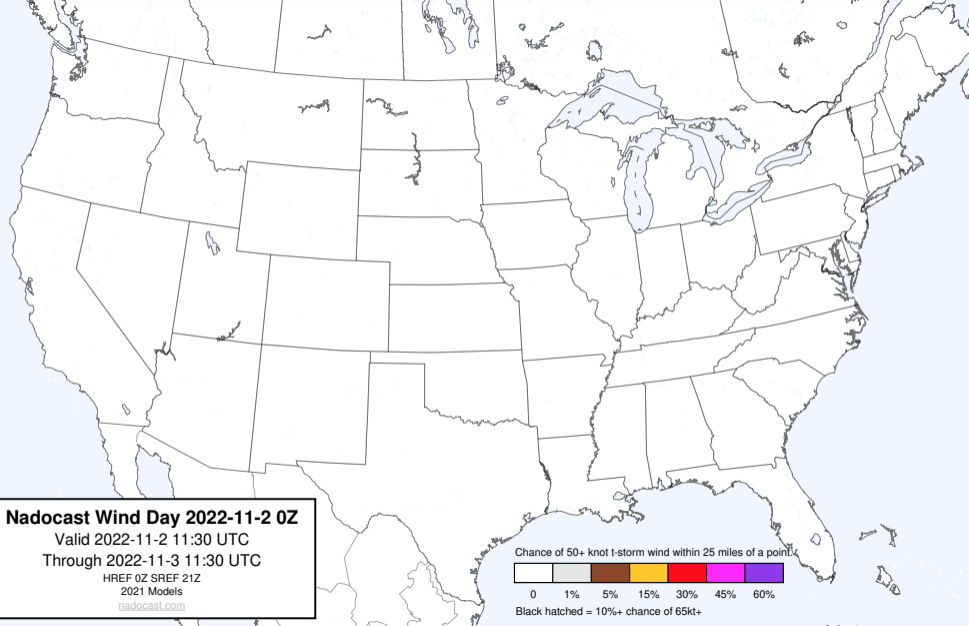 Nadocast Wind Day 2022-11-2 0Z
Valid 2022-11-2 11:30 UTC
Through 2022-11-3 11:30 UTC
HREF 0Z SREF 21Z
2021 Models
nadocast.com
Chance of 50+ knot t-storm wind within 25 miles of a point.
0 1% 5% 15% 30% 45% 60%
Black hatched = 10%+ chance of 65kt+